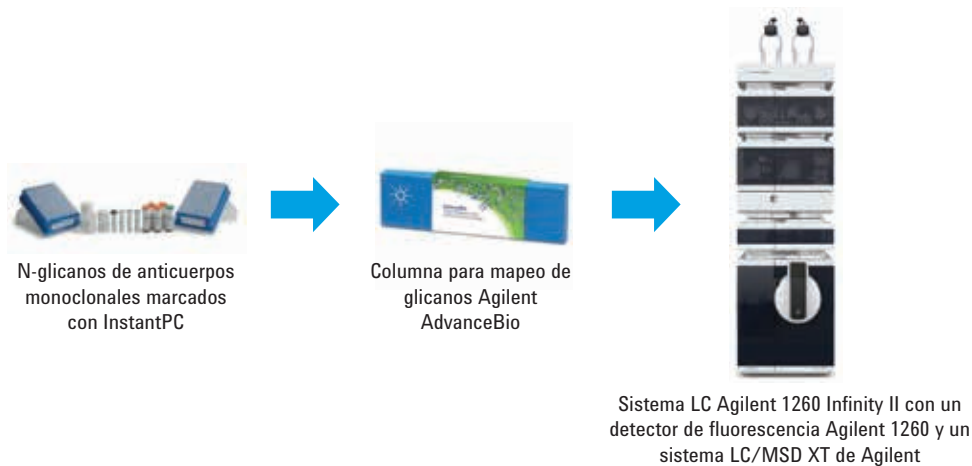 N-glicanos de anticuerpos
monoclonales marcados
con InstantPC
Columna para mapeo de
glicanos Agilent
AdvanceBio
Sistema LC Agilent 1260 Infinity II con un
detector de fluorescencia Agilent 1260 y un
sistema LC/MSD XT de Agilent